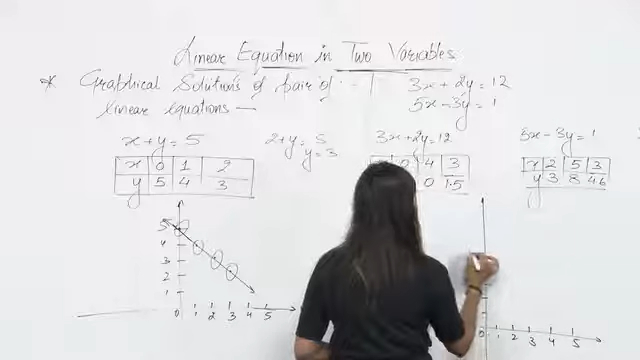 Linear Equation in Two Variables
* Graphical Solution's of pair of
linear equations —
3x + 2y = 12
5x - 3y = 1
x + y = 5
x 0 1 2
y 5 4 3
2 + y = 5
y = 3
3x + 2y = 12
0 4 3
0 1.5
5x - 3y = 1
x 2 5 3
y 3 8 4.6
5
4
3
2
1
0 1 2 3 4 5
0 1 2 3 4 5